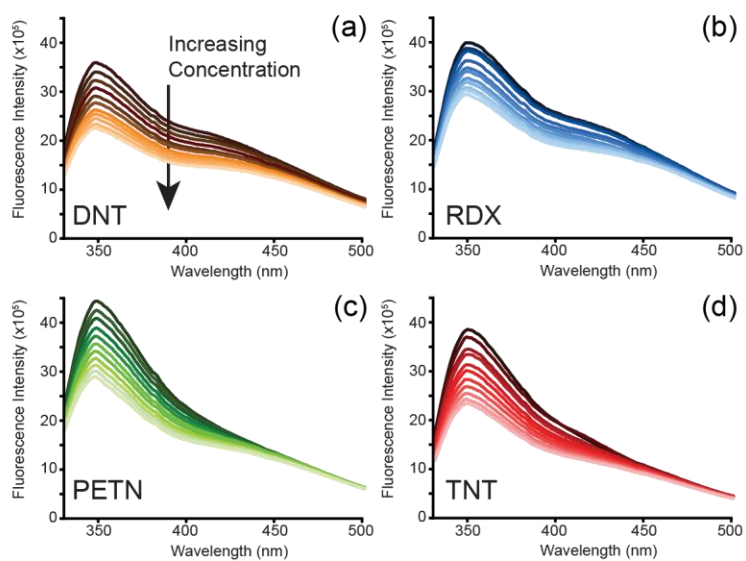 (a)
Increasing
Concentration
Fluorescence Intensity (x10⁵)
40
30
20
10
0
DNT
350
400
450
500
Wavelength (nm)
(b)
Fluorescence Intensity (x10⁵)
40
30
20
10
0
RDX
350
400
450
500
Wavelength (nm)
(c)
Fluorescence Intensity (x10⁵)
40
30
20
10
0
PETN
350
400
450
500
Wavelength (nm)
(d)
Fluorescence Intensity (x10⁵)
40
30
20
10
0
TNT
350
400
450
500
Wavelength (nm)